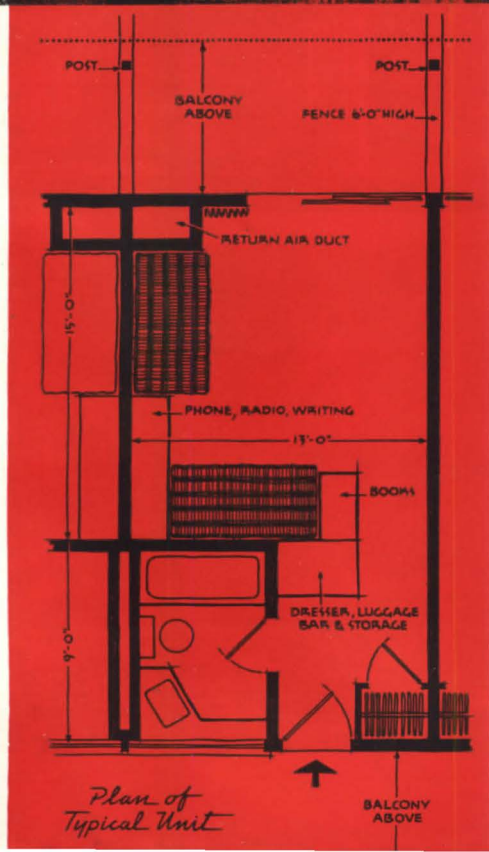 POST
POST
BALCONY
ABOVE
FENCE 6'-0" HIGH
RETURN AIR DUCT
15'-0"
PHONE, RADIO, WRITING
13'-0"
BOOKS
DRESSER, LUGGAGE
BAR & STORAGE
9'-0"
Plan of
Typical Unit
BALCONY
ABOVE